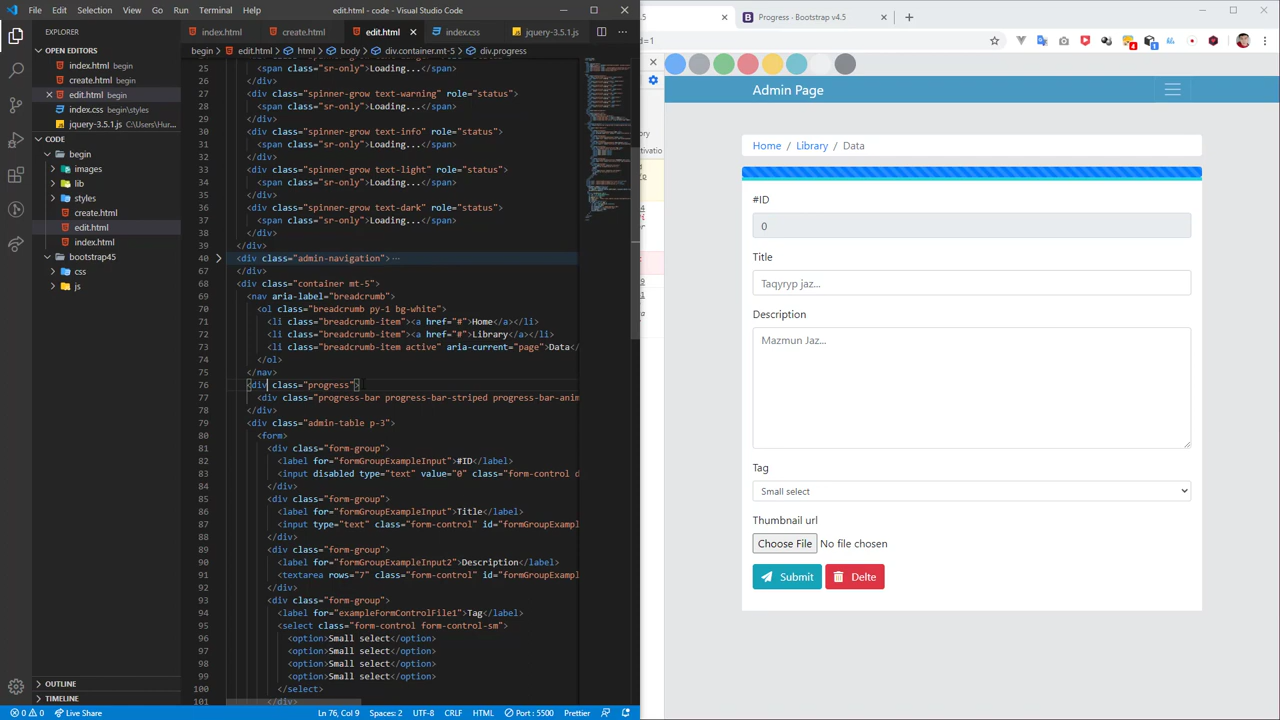 File Edit Selection View Go Run Terminal Help edit.html - code - Visual Studio Code
EXPLORER
OPEN EDITORS
index.html begin
create.html begin
edit.html begin
index.css begin\styles
jquery-3.5.1.js C:\Users\Hur...
CODE
begin
images
lib
styles
create.html
edit.html
index.html
bootstrap45
css
js
OUTLINE
TIMELINE
index.html create.html edit.html index.css jquery-3.5.1.js
begin > edit.html > html > body > div.container.mt-5 > div.progress
25 <span class="sr-only">Loading...</span>
26 </div>
27 <div class="spinner-grow text-warning" role="status">
28 <span class="sr-only">Loading...</span>
29 </div>
30 <div class="spinner-grow text-info" role="status">
31 <span class="sr-only">Loading...</span>
32 </div>
33 <div class="spinner-grow text-light" role="status">
34 <span class="sr-only">Loading...</span>
35 </div>
36 <div class="spinner-grow text-dark" role="status">
37 <span class="sr-only">Loading...</span>
38 </div>
39 </div>
40 <div class="admin-navigation"> ...
67 </div>
68 <div class="container mt-5">
69 <nav aria-label="breadcrumb">
70 <ol class="breadcrumb py-1 bg-white">
71 <li class="breadcrumb-item"><a href="#">Home</a></li>
72 <li class="breadcrumb-item"><a href="#">Library</a></li>
73 <li class="breadcrumb-item active" aria-current="page">Data</
74 </ol>
75 </nav>
76 <div class="progress">
77 <div class="progress-bar progress-bar-striped progress-bar-anim
78 </div>
79 <div class="admin-table p-3">
80 <form>
81 <div class="form-group">
82 <label for="formGroupExampleInput">#ID</label>
83 <input disabled type="text" value="0" class="form-control d
84 </div>
85 <div class="form-group">
86 <label for="formGroupExampleInput">Title</label>
87 <input type="text" class="form-control" id="formGroupExampl
88 </div>
89 <div class="form-group">
90 <label for="formGroupExampleInput2">Description</label>
91 <textarea rows="7" class="form-control" id="formGroupExampl
92 </div>
93 <div class="form-group">
94 <label for="exampleFormControlFile1">Tag</label>
95 <select class="form-control form-control-sm">
96 <option>Small select</option>
97 <option>Small select</option>
98 <option>Small select</option>
99 <option>Small select</option>
100 </select>
101 </div>
0 0 Live Share Ln 76, Col 9 Spaces: 2 UTF-8 CRLF HTML Port : 5500 Prettier
Progress · Bootstrap v4.5
d=1
Admin Page
Home / Library / Data
#ID
0
Title
Taqyryp jaz...
Description
Mazmun Jaz...
Tag
Small select
Thumbnail url
Choose File No file chosen
Submit Delte